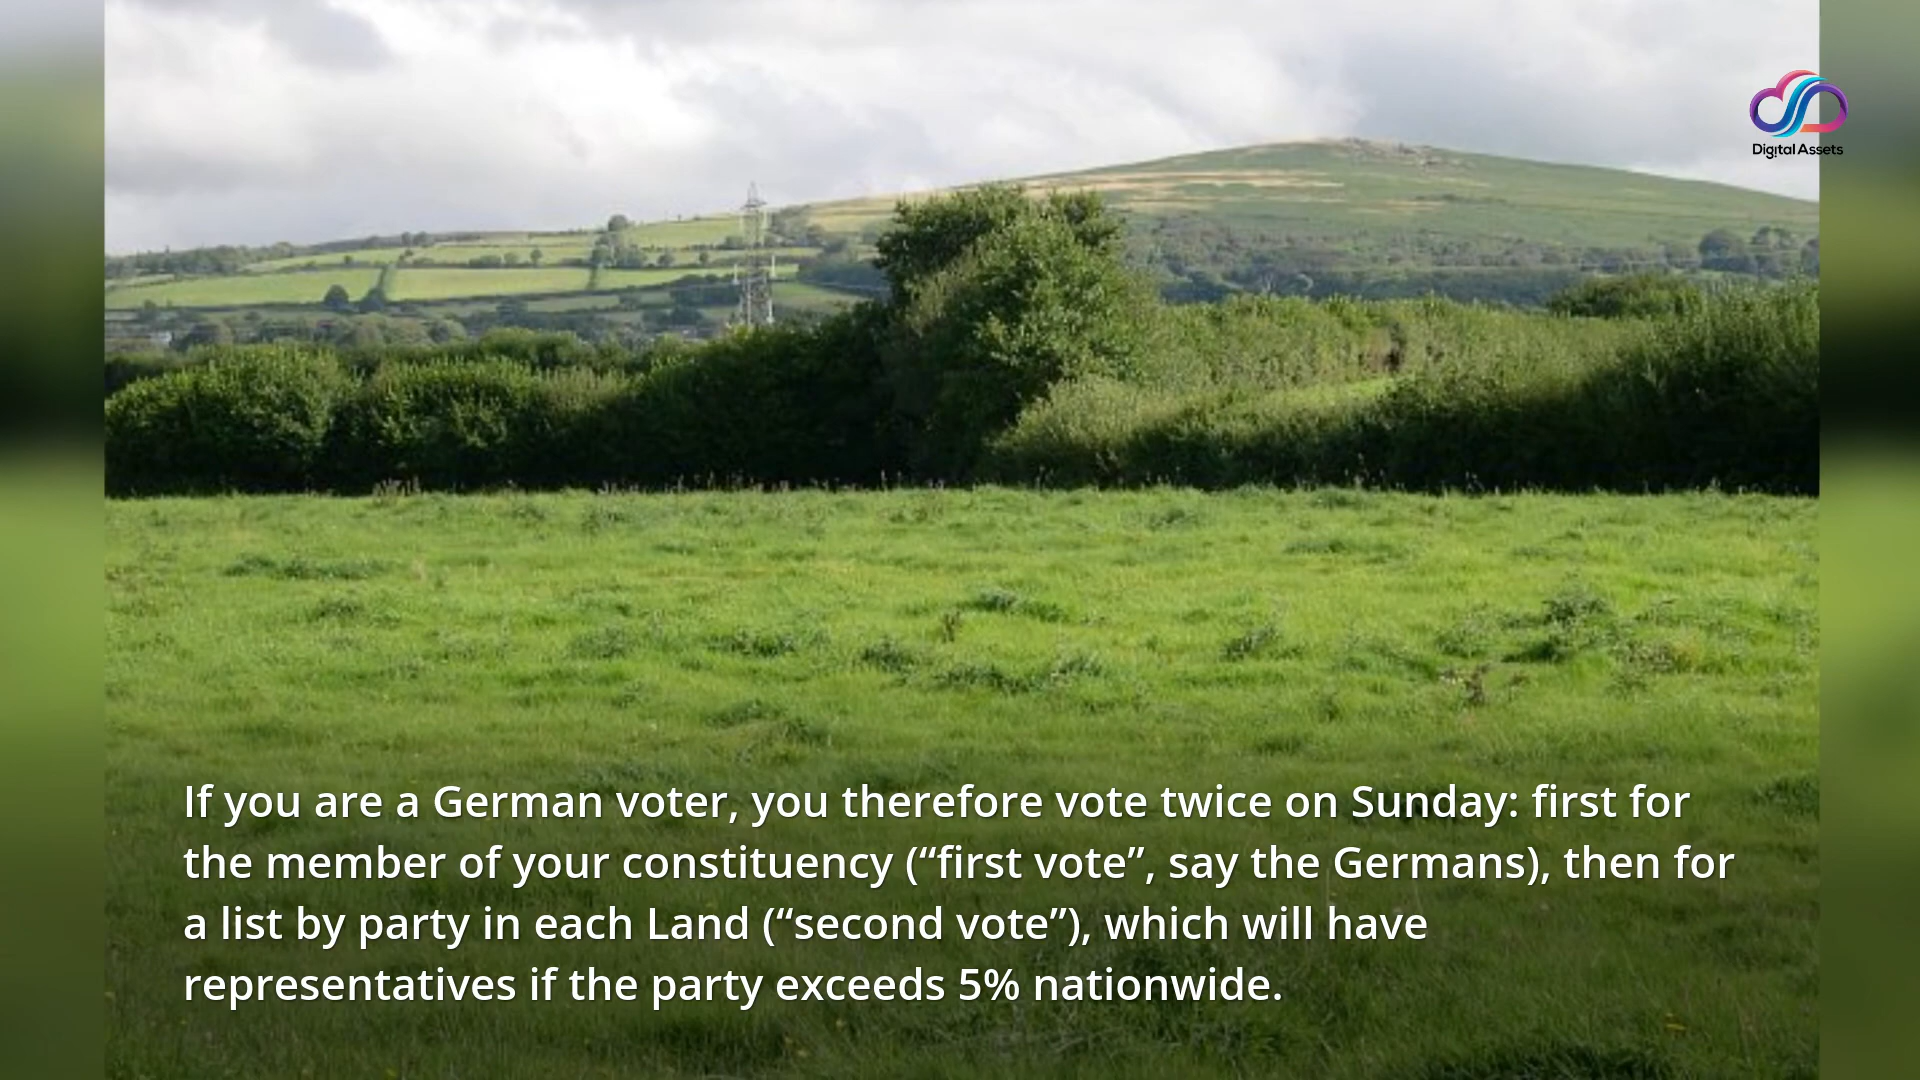 Digital Assets
If you are a German voter, you therefore vote twice on Sunday: first for
the member of your constituency (“first vote”, say the Germans), then for
a list by party in each Land (“second vote”), which will have
representatives if the party exceeds 5% nationwide.